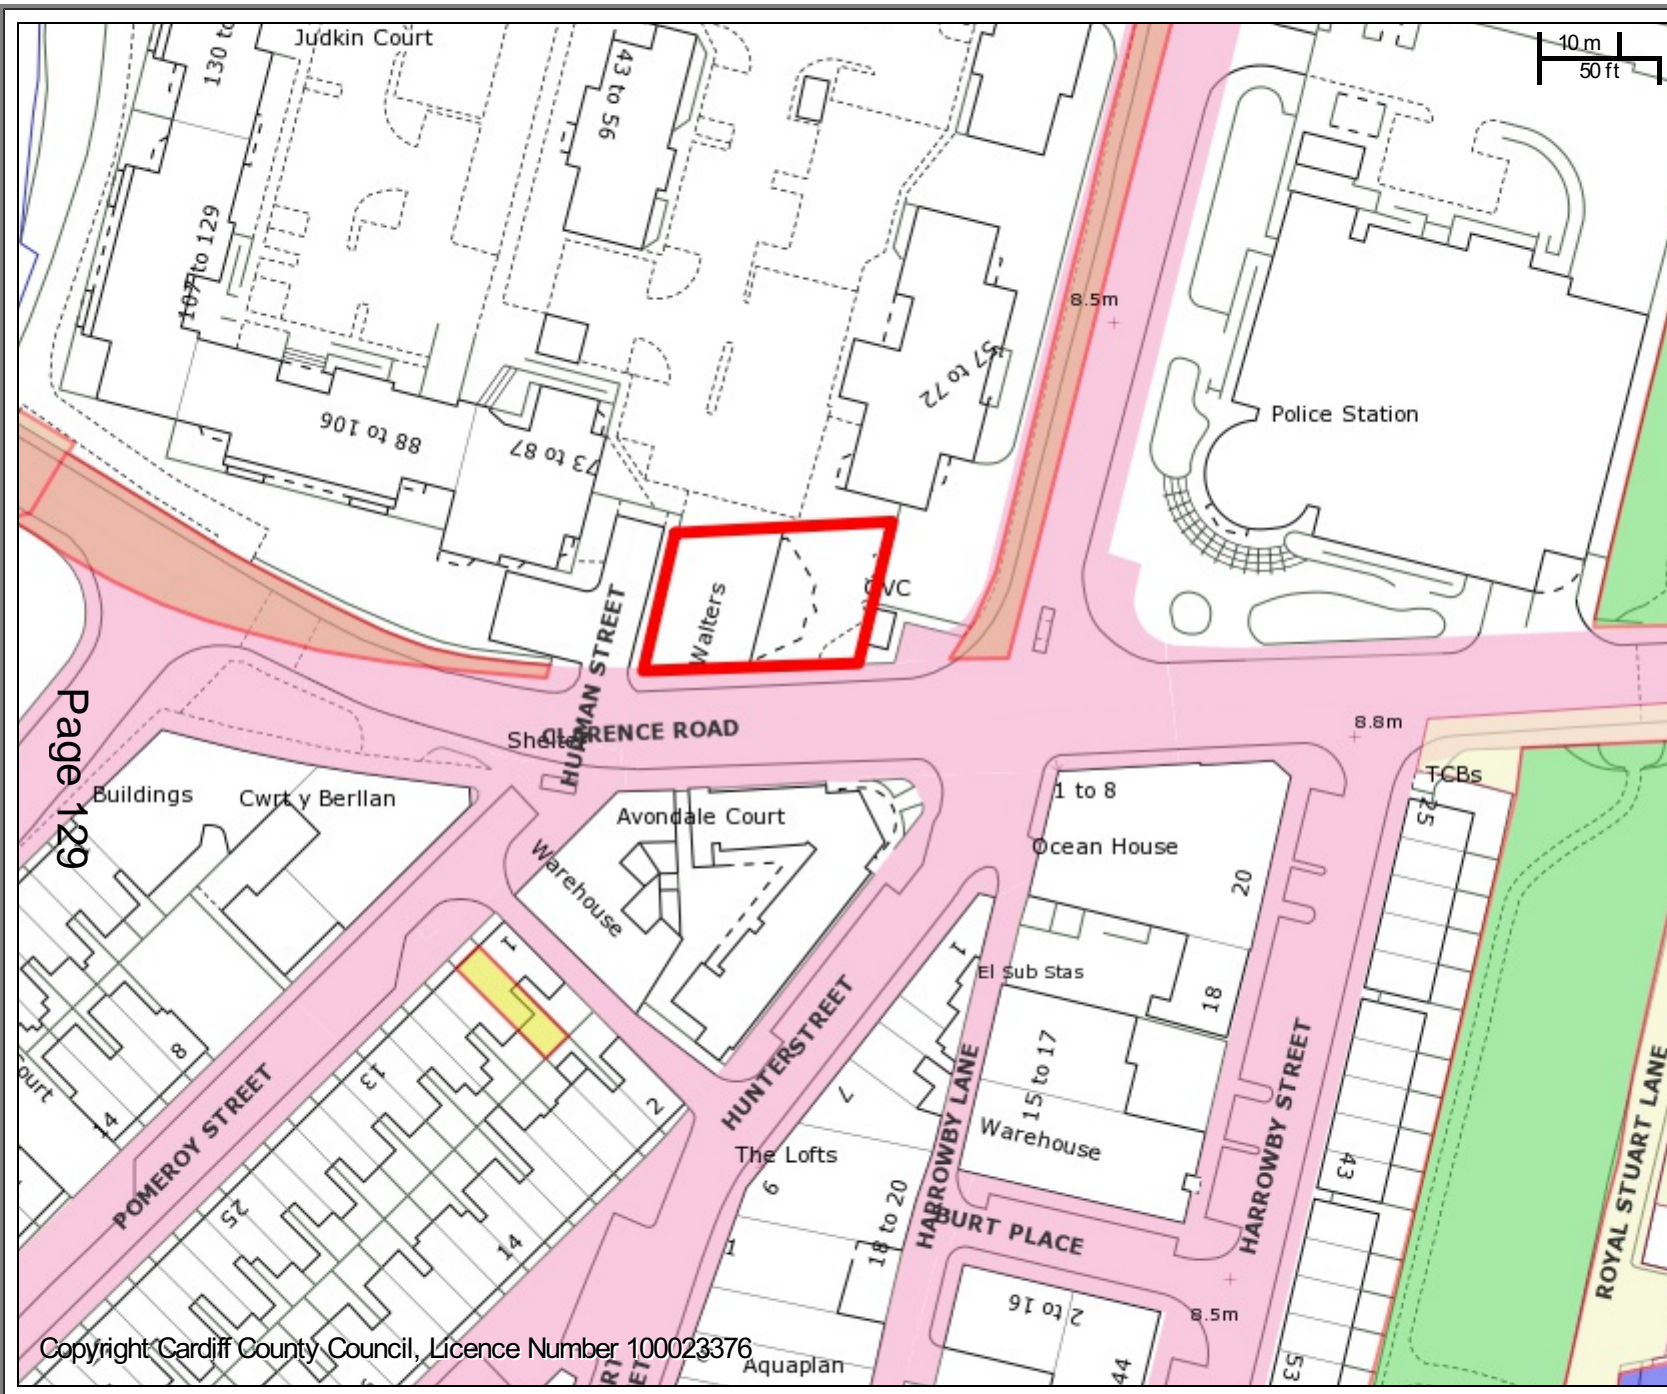 Judkin Court
130 to
43 to 56
10 m
50 ft
107 to 129
8.5m
57 to 72
Police Station
88 to 106
73 to 87
Walters
HURMAN STREET
CLARENCE ROAD
Shelter
8.8m
Page 129
Buildings
Cwrt y Berllan
Avondale Court
1 to 8
TCBs
25
Warehouse
Ocean House
20
1
1
El Sub Stas
18
HUNTER STREET
8
13
15 to 17
14
POMEROY STREET
2
7
HARROWBY LANE
Warehouse
HARROWBY STREET
The Lofts
43
ROYAL STUART LANE
9
18 to 20
25
14
1
BURT PLACE
2 to 16
8.5m
Copyright Cardiff County Council, Licence Number 100023376
Aquaplan
44
53